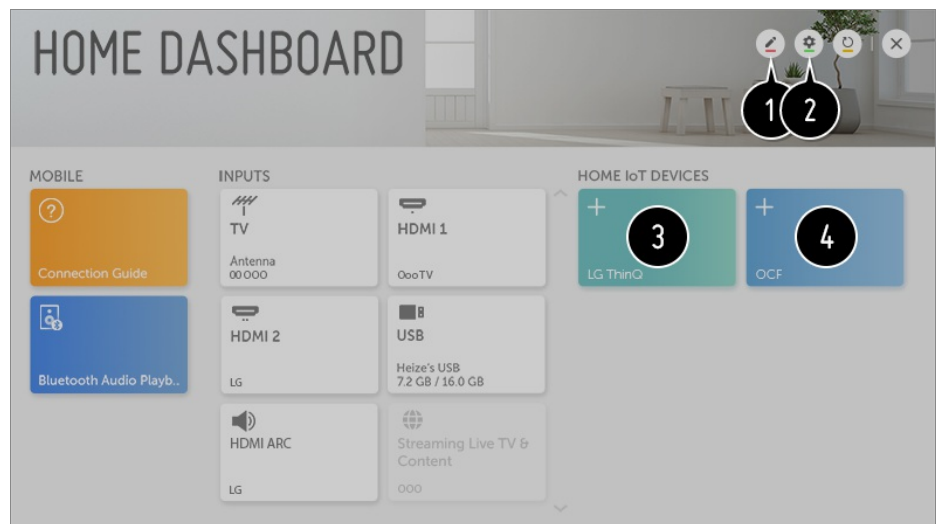 HOME DASHBOARD
1
2
MOBILE
INPUTS
HOME IoT DEVICES
Connection Guide
Bluetooth Audio Playb..
TV
Antenna
00 000
HDMI 1
OooTV
HDMI 2
LG
USB
Heize's USB
7.2 GB / 16.0 GB
HDMI ARC
LG
Streaming Live TV &
Content
000
3
LG ThinQ
4
OCF